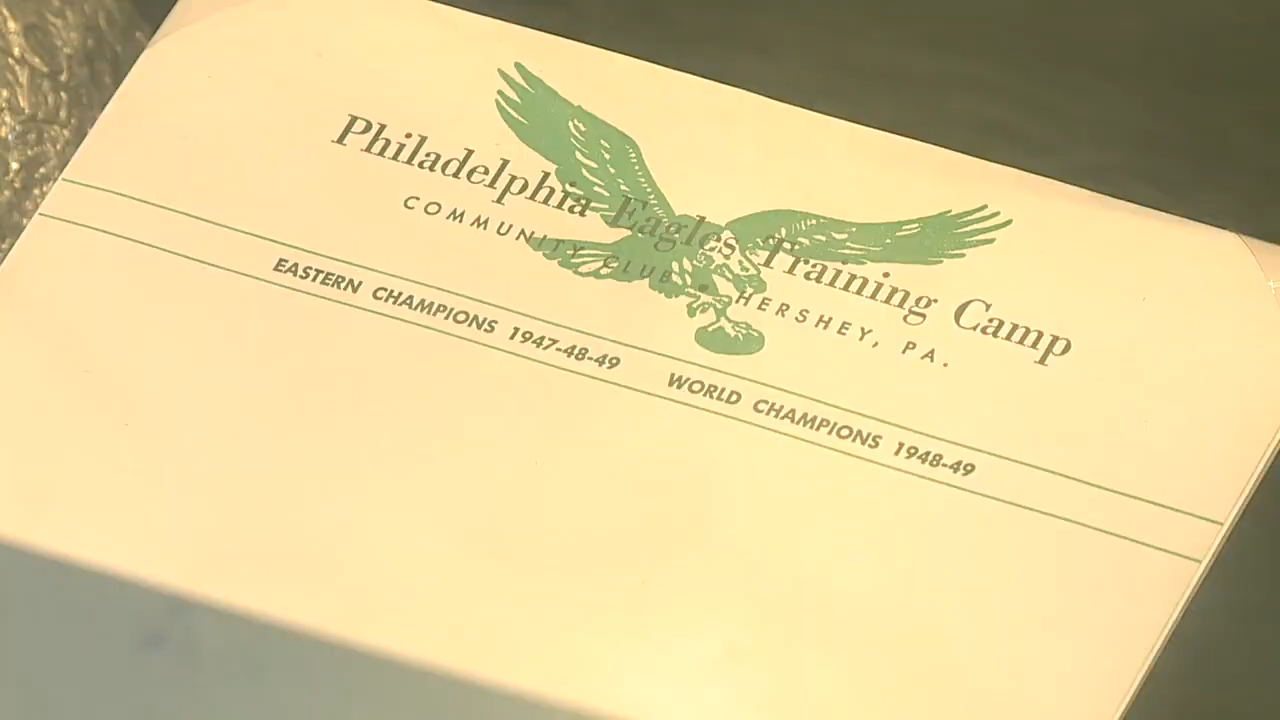 Philadelphia Eagles Training Camp
COMMUNITY CLUB • HERSHEY, PA.
EASTERN CHAMPIONS 1947-48-49 WORLD CHAMPIONS 1948-49